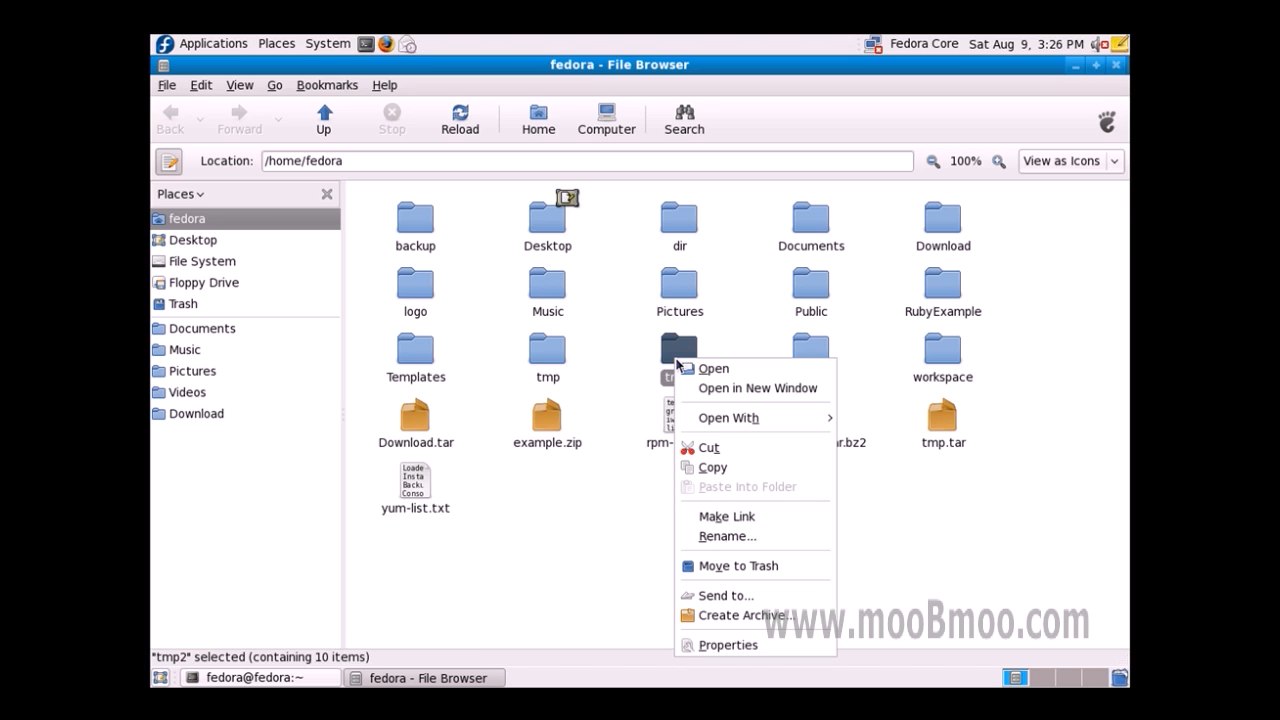 Applications Places System Fedora Core Sat Aug 9, 3:26 PM
fedora - File Browser
File Edit View Go Bookmarks Help
Back Forward Up Stop Reload Home Computer Search
Location: /home/fedora 100% View as Icons
Places
fedora
Desktop
File System
Floppy Drive
Trash
Documents
Music
Pictures
Videos
Download
backup Desktop dir Documents Download
logo Music Pictures Public RubyExample
Templates tmp workspace
Download.tar example.zip rpm- r.bz2 tmp.tar
Loade
Insta
Backu
Conso
yum-list.txt
Open
Open in New Window
Open With
Cut
Copy
Paste Into Folder
Make Link
Rename...
Move to Trash
Send to...
Create Archive...
Properties
www.mooBmoo.com
"tmp2" selected (containing 10 items)
fedora@fedora:~ fedora - File Browser